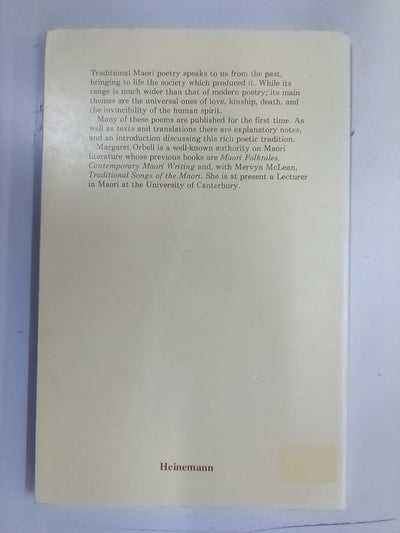 Traditional Maori poetry speaks to us from the past,
bringing to life the society which produced it. While its
range is much wider than that of modern poetry; its main
themes are the universal ones of love, kinship, death, and
the invincibility of the human spirit.
Many of these poems are published for the first time. As
well as texts and translations there are explanatory notes,
and an introduction discussing this rich poetic tradition.
Margaret Orbell is a well-known authority on Maori
literature whose previous books are Maori Folktales,
Contemporary Maori Writing and, with Mervyn McLean,
Traditional Songs of the Maori. She is at present a Lecturer
in Maori at the University of Canterbury.
Heinemann